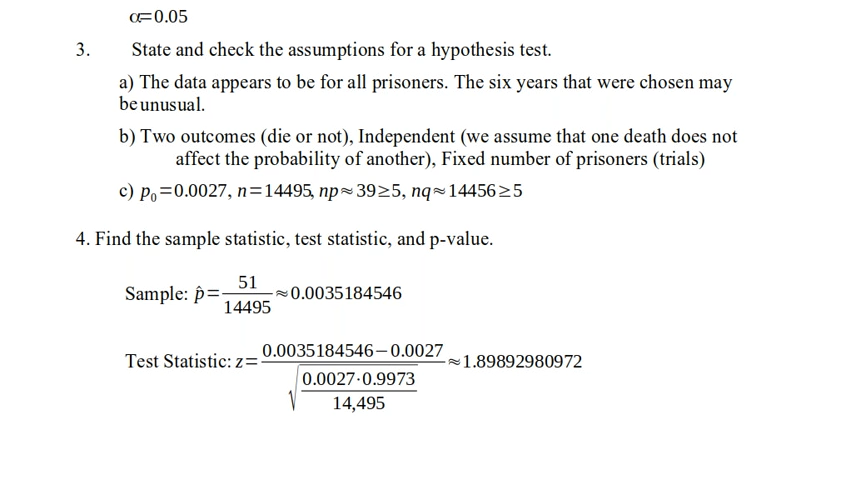 α=0.05
3. State and check the assumptions for a hypothesis test.
a) The data appears to be for all prisoners. The six years that were chosen may
be unusual.
b) Two outcomes (die or not), Independent (we assume that one death does not
affect the probability of another), Fixed number of prisoners (trials)
c) p₀=0.0027, n=14495, np≈39≥5, nq≈14456≥5
4. Find the sample statistic, test statistic, and p-value.
Sample: p̂=51/14495≈0.0035184546
Test Statistic: z=(0.0035184546−0.0027)/√(0.0027·0.9973/14,495)≈1.89892980972